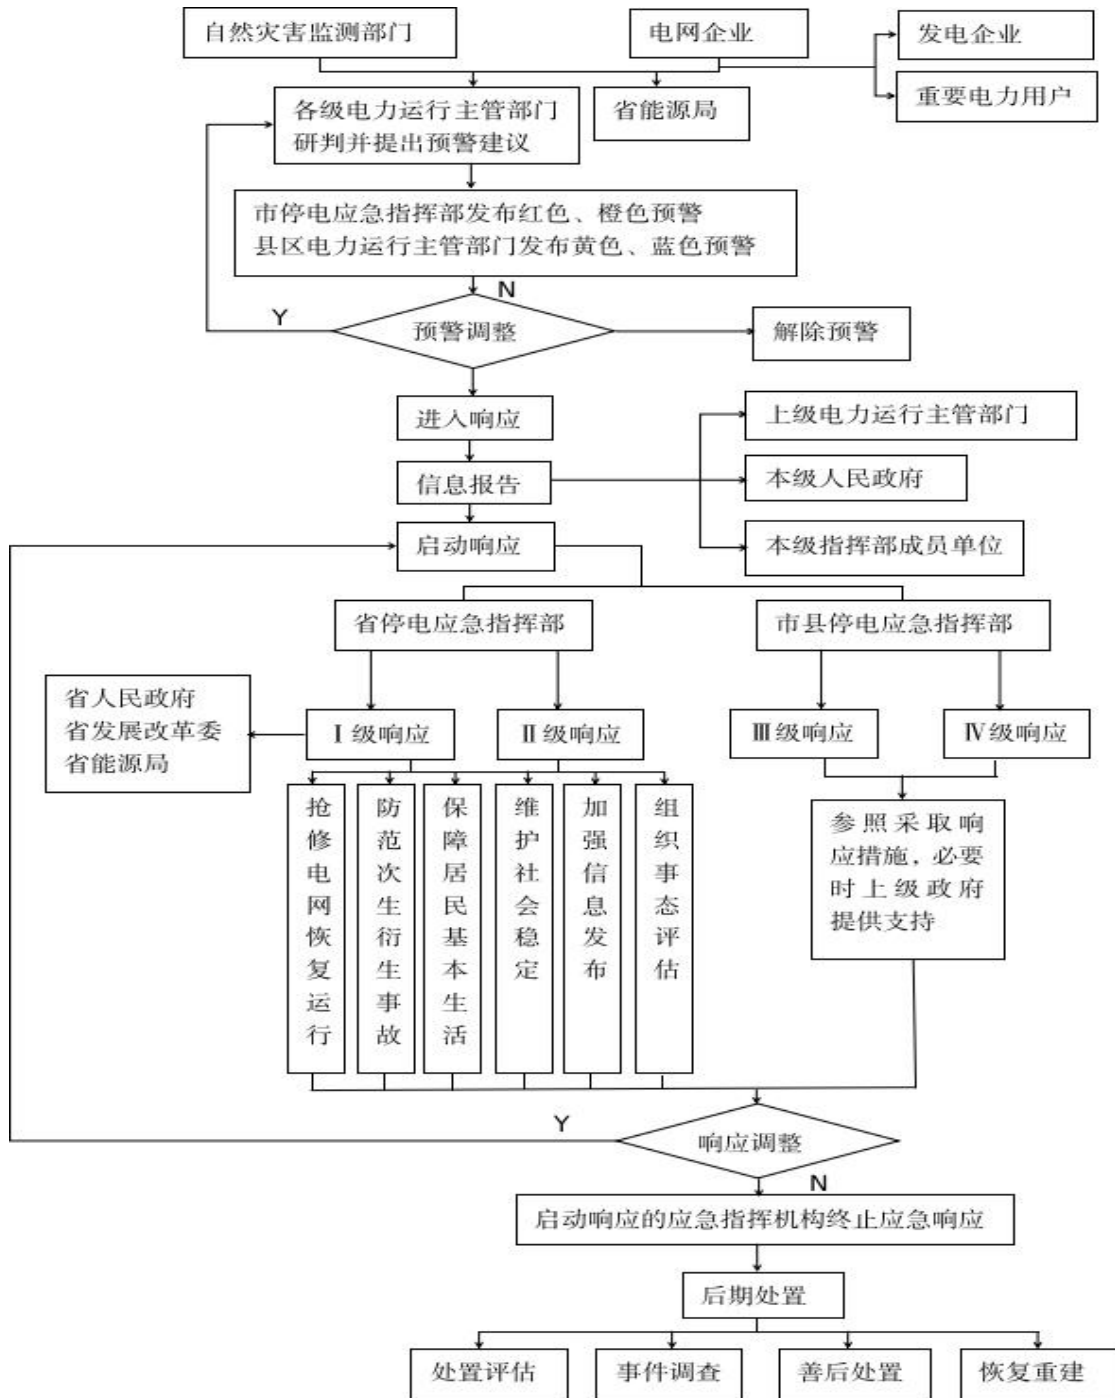 自然灾害监测部门
电网企业
发电企业
重要电力用户
各级电力运行主管部门
研判并提出预警建议
省能源局
市停电应急指挥部发布红色、橙色预警
县区电力运行主管部门发布黄色、蓝色预警
N
Y
预警调整
解除预警
进入响应
上级电力运行主管部门
信息报告
本级人民政府
启动响应
本级指挥部成员单位
省停电应急指挥部
市县停电应急指挥部
省人民政府
省发展改革委
省能源局
Ⅰ级响应
Ⅱ级响应
Ⅲ级响应
Ⅳ级响应
抢修电网恢复运行
防范次生衍生事故
保障居民基本生活
维护社会稳定
加强信息发布
组织事态评估
参照采取响
应措施，必要
时上级政府
提供支持
Y
响应调整
N
启动响应的应急指挥机构终止应急响应
后期处置
处置评估
事件调查
善后处置
恢复重建